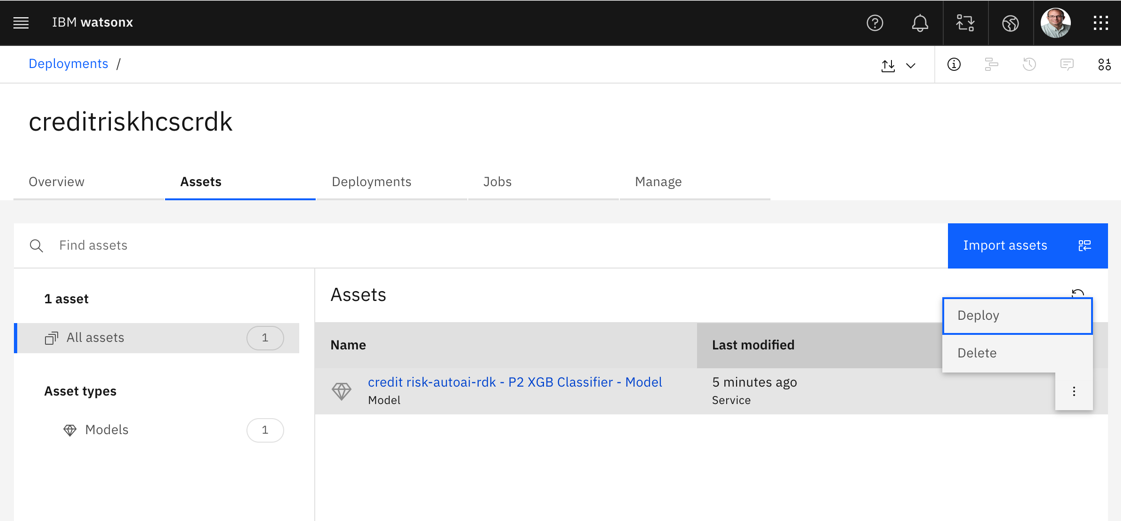 IBM watsonx
Deployments /
creditriskhcscrdk
Overview
Assets
Deployments
Jobs
Manage
Find assets
Import assets
1 asset
All assets
1
Asset types
Models
1
Assets
Name
Last modified
credit risk-autoai-rdk - P2 XGB Classifier - Model
Model
5 minutes ago
Service
Deploy
Delete